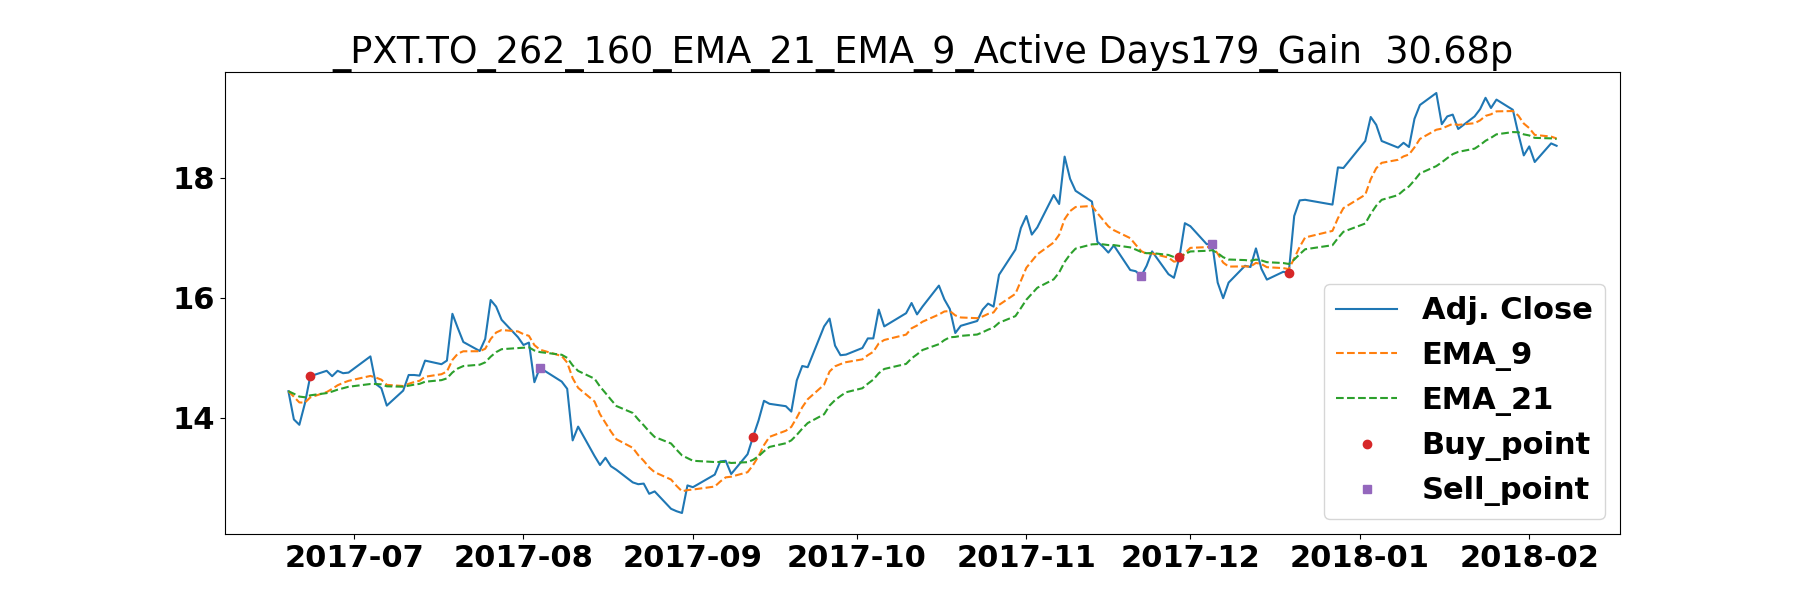 _PXT.TO_262_160_EMA_21_EMA_9_Active Days179_Gain  30.68p
18
16
14
Adj. Close
EMA_9
EMA_21
Buy_point
Sell_point
2017-07 2017-08 2017-09 2017-10 2017-11 2017-12 2018-01 2018-02